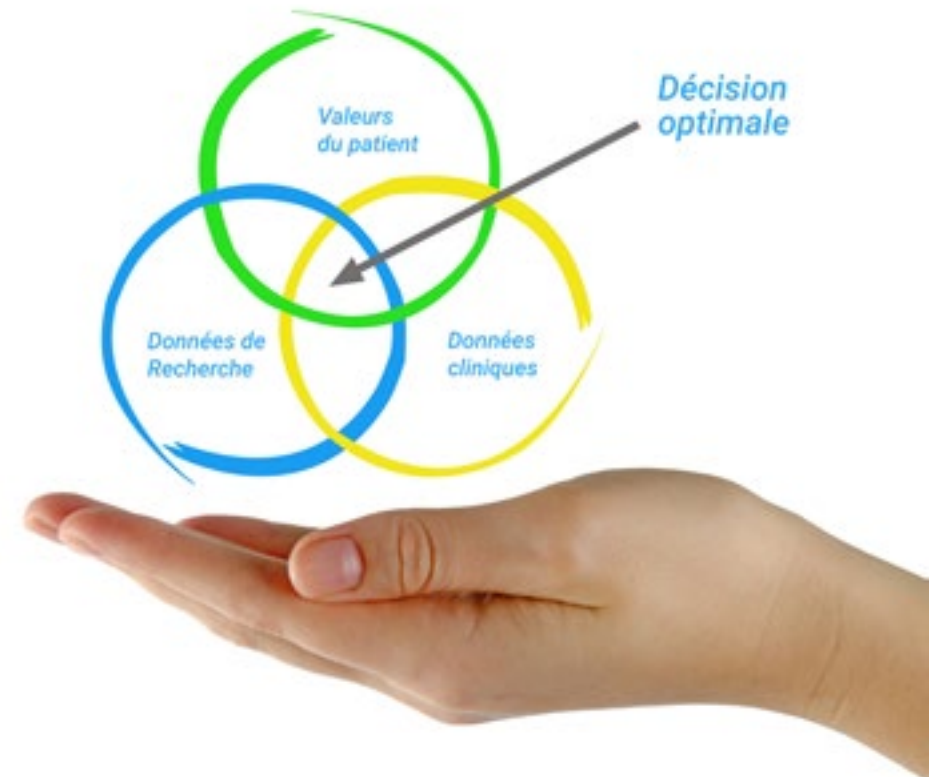 Valeurs
du patient
Décision
optimale
Données de
Recherche
Données
cliniques